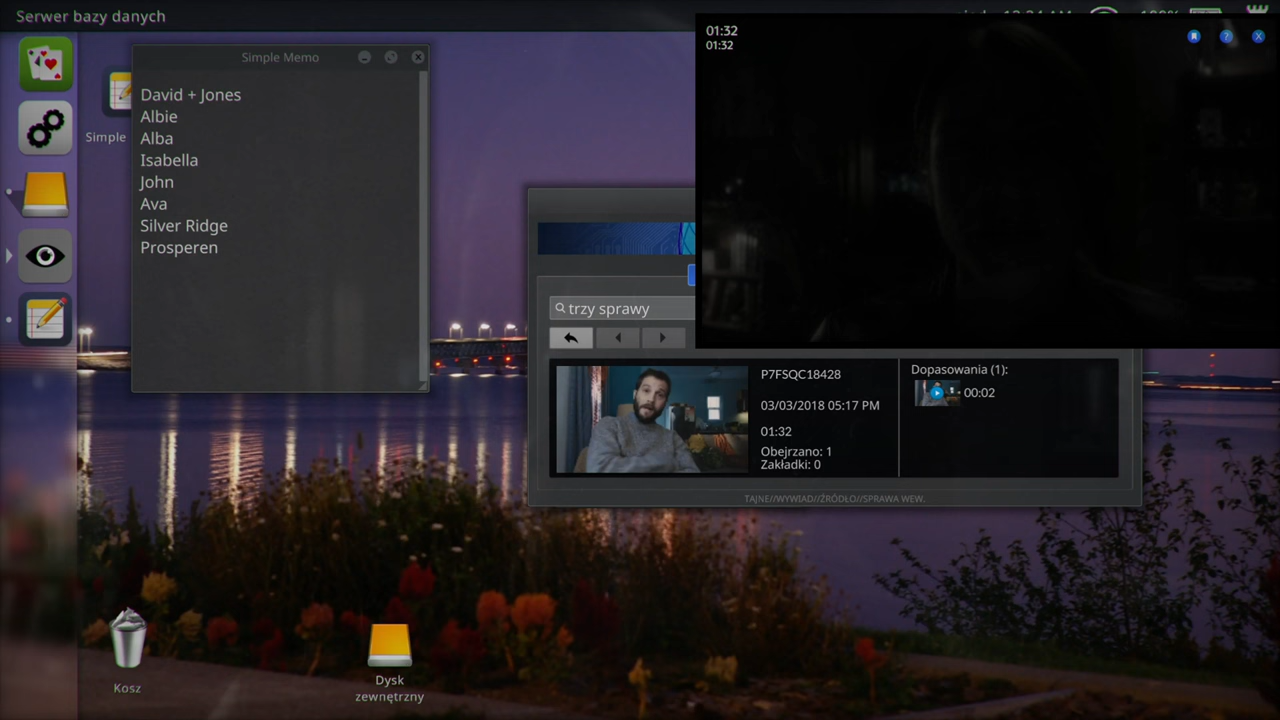 Serwer bazy danych
Simple Memo
David + Jones
Albie
Alba
Isabella
John
Ava
Silver Ridge
Prosperen
Simple
01:32
01:32
trzy sprawy
P7FSQC18428
03/03/2018 05:17 PM
01:32
Obejrzano: 1
Zakładki: 0
Dopasowania (1):
00:02
TAJNE//WYWIAD//ŹRÓDŁO//SPRAWA WEW.
Kosz
Dysk
zewnętrzny